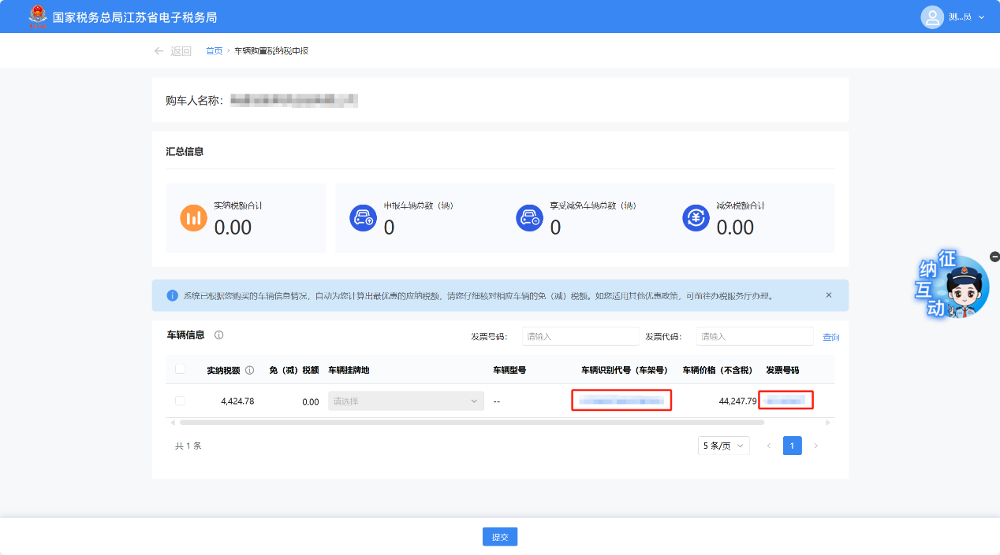 国家税务总局江苏省电子税务局
测...员
返回 首页 › 车辆购置税纳税申报
购车人名称:
汇总信息
实纳税额合计
0.00
申报车辆总数（辆）
0
享受减免车辆总数（辆）
0
减免税额合计
0.00
系统已根据您购买的车辆信息情况，自动为您计算出最优惠的应纳税额，请您仔细核对相应车辆的免（减）税额。如您适用其他优惠政策，可前往办税服务厅办理。
征纳互动
车辆信息 发票号码: 请输入 发票代码: 请输入 查询
实纳税额 免（减）税额 车辆挂牌地 车辆型号 车辆识别代号（车架号） 车辆价格（不含税） 发票号码
4,424.78 0.00 请选择 -- 44,247.79
共 1 条 5 条/页 1
提交